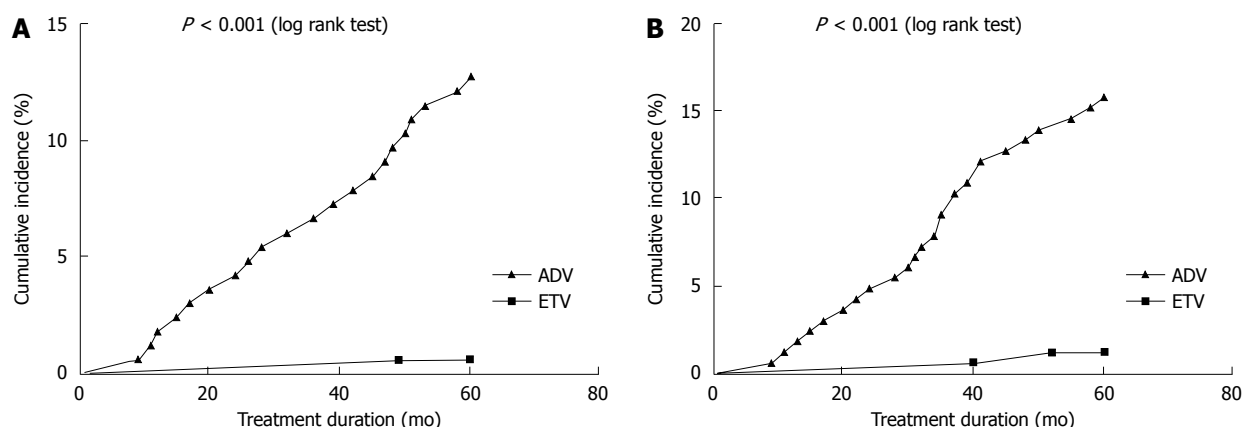 A
P < 0.001 (log rank test)
15
10
5
0
Cumulative incidence (%)
ADV
ETV
0 20 40 60 80
Treatment duration (mo)
B
P < 0.001 (log rank test)
20
15
10
5
0
Cumulative incidence (%)
ADV
ETV
0 20 40 60 80
Treatment duration (mo)